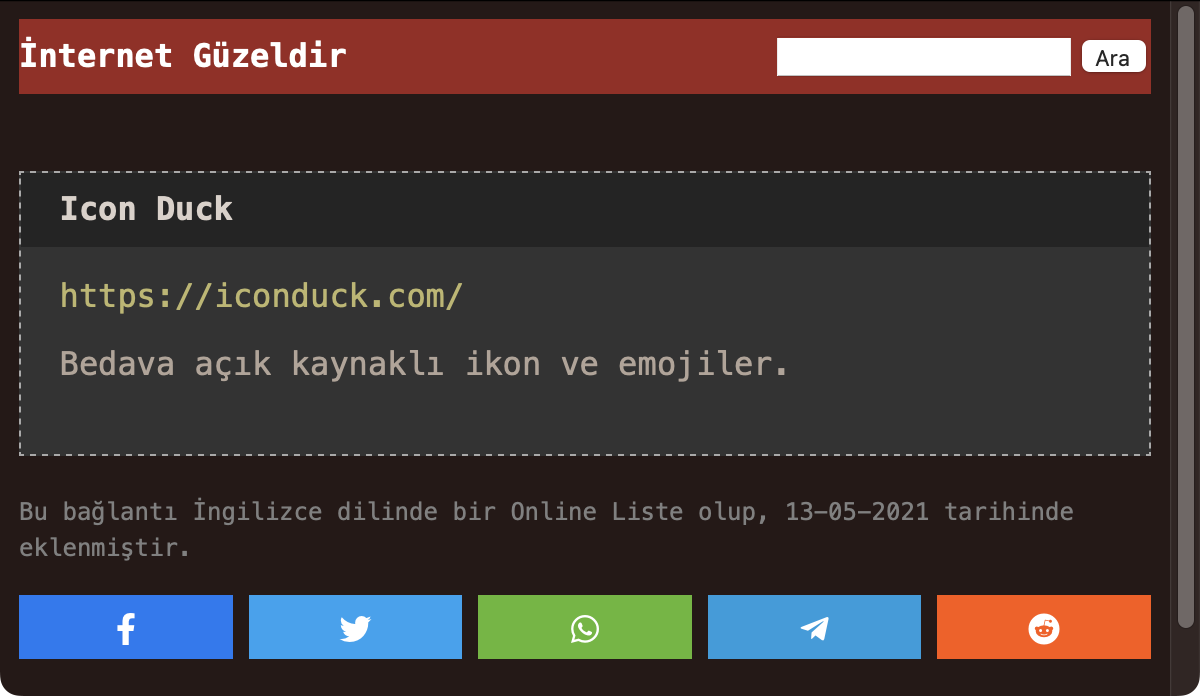 İnternet Güzeldir
Ara
Icon Duck
https://iconduck.com/
Bedava açık kaynaklı ikon ve emojiler.
Bu bağlantı İngilizce dilinde bir Online Liste olup, 13-05-2021 tarihinde
eklenmiştir.